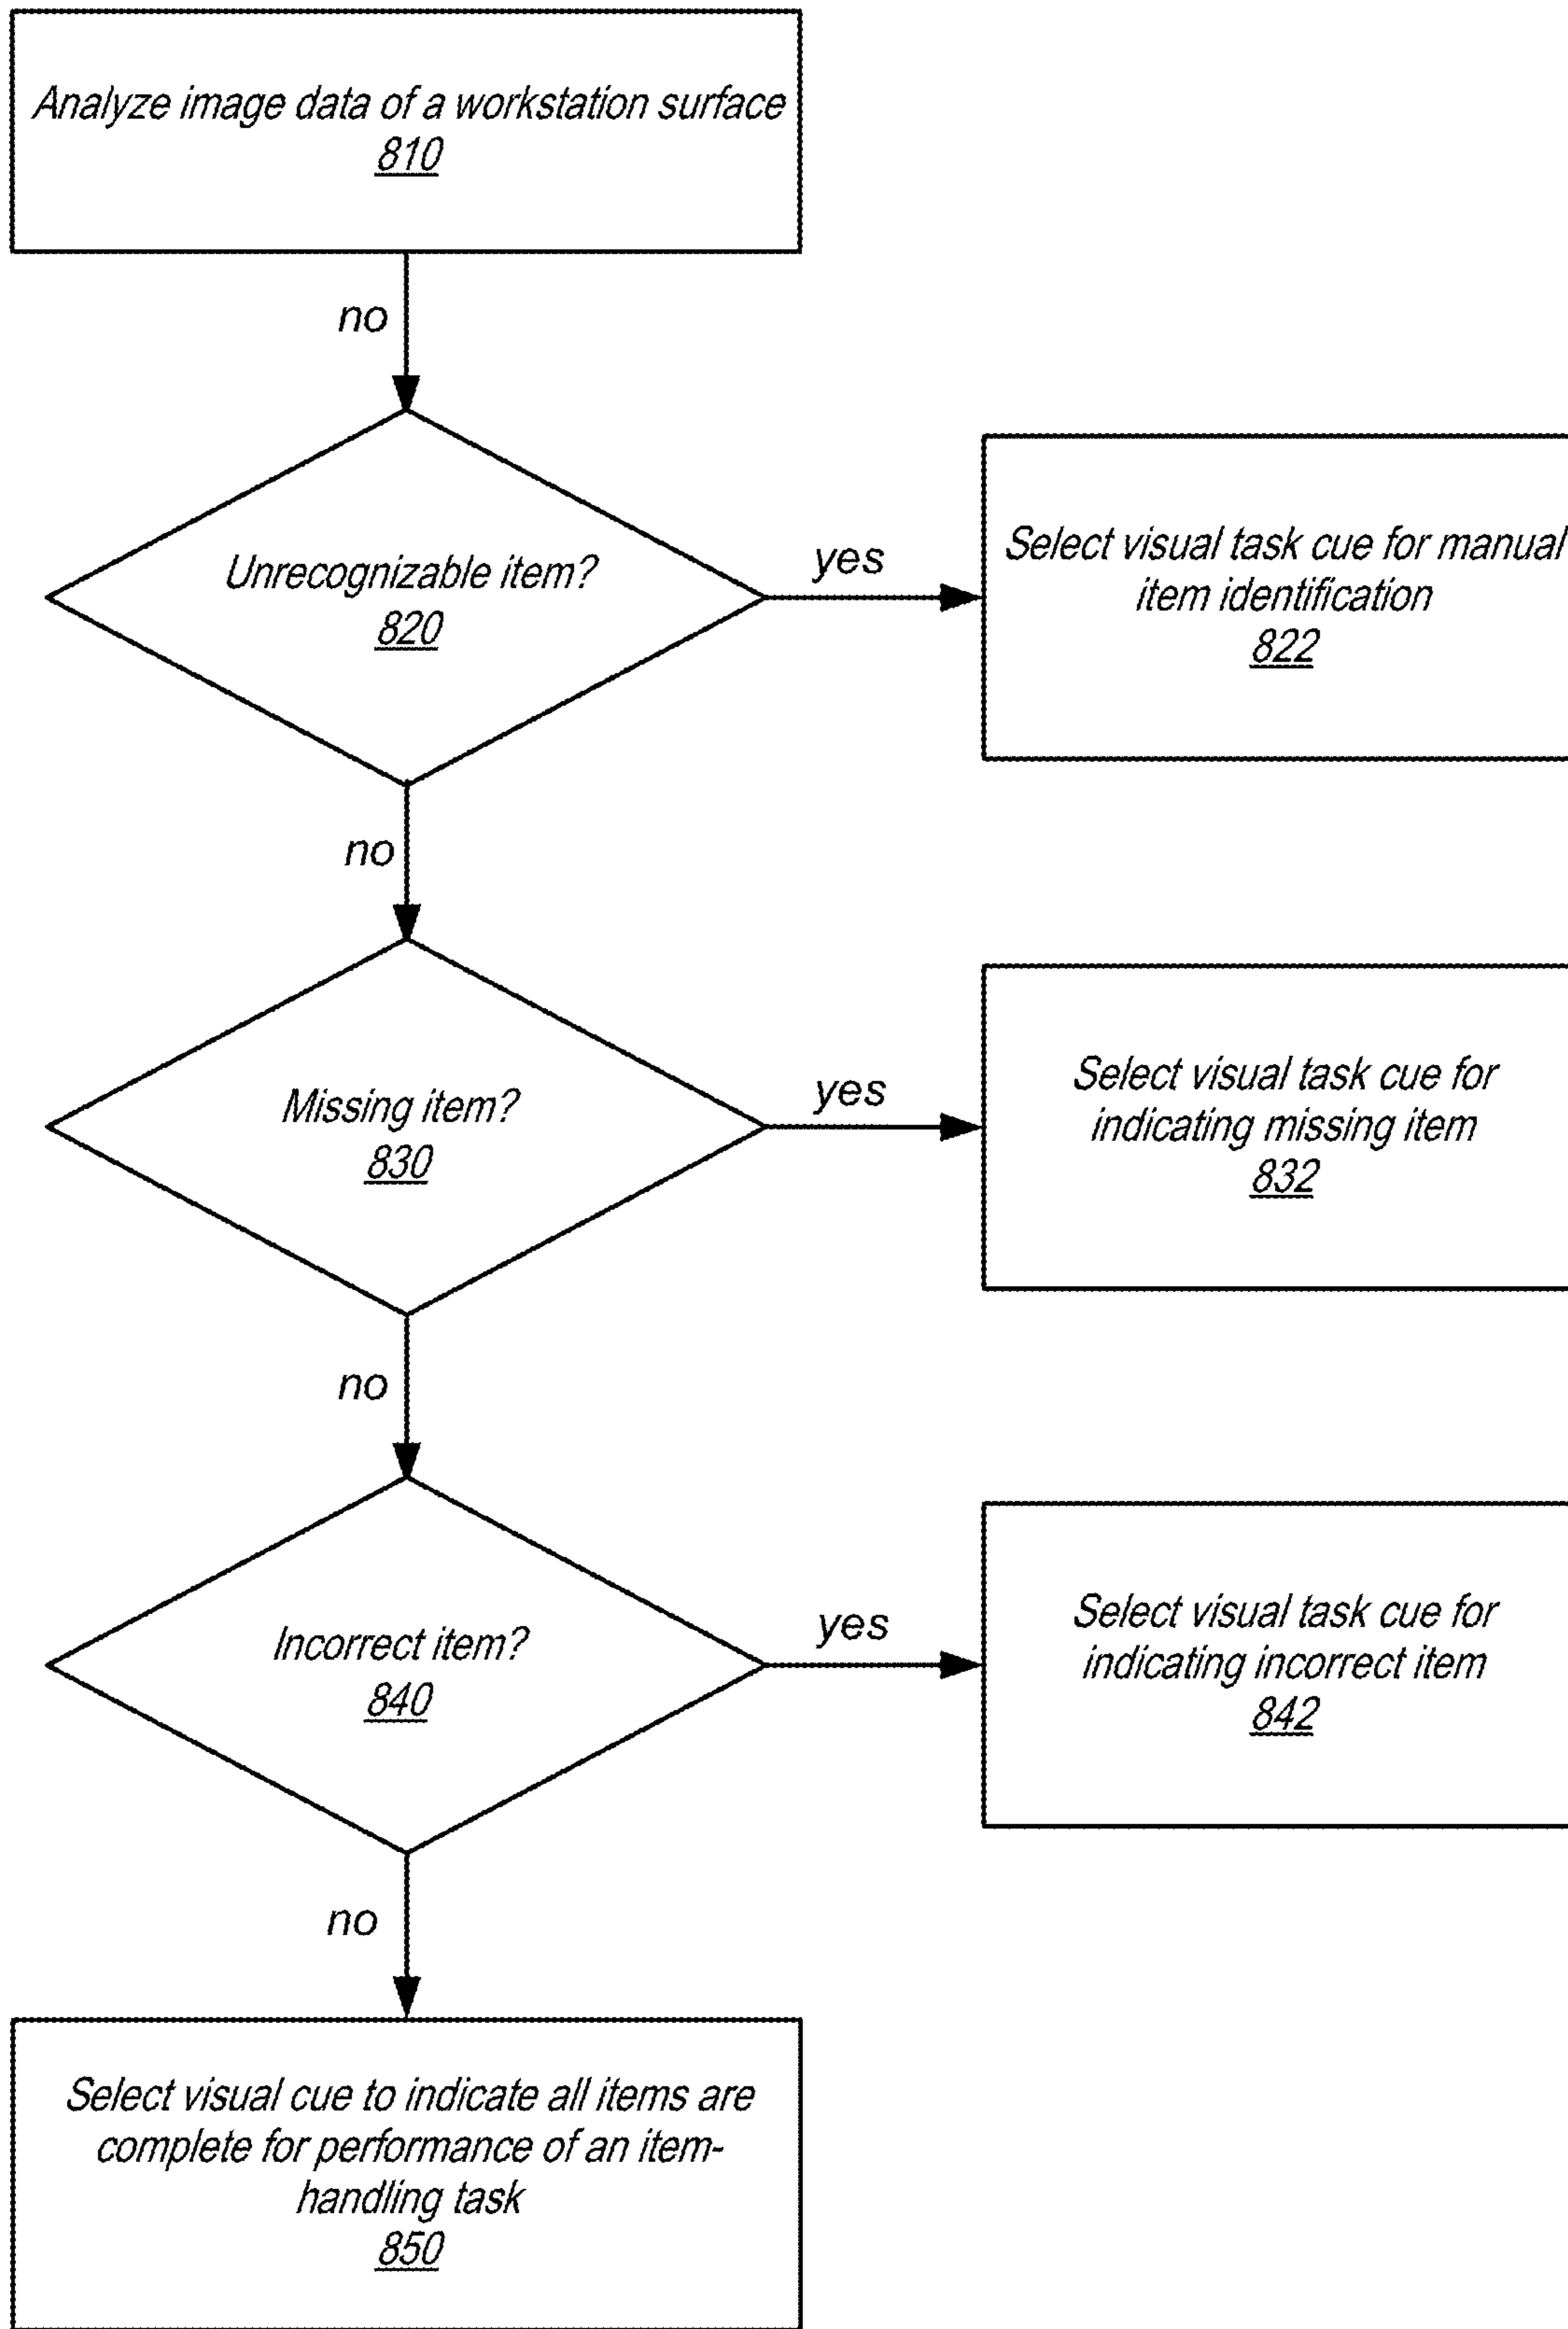 Analyze image data of a workstation surface
810
no
Unrecognizable item?
820
yes
Select visual task cue for manual
item identification
822
no
Missing item?
830
yes
Select visual task cue for
indicating missing item
832
no
Incorrect item?
840
yes
Select visual task cue for
indicating incorrect item
842
no
Select visual cue to indicate all items are
complete for performance of an item-
handling task
850